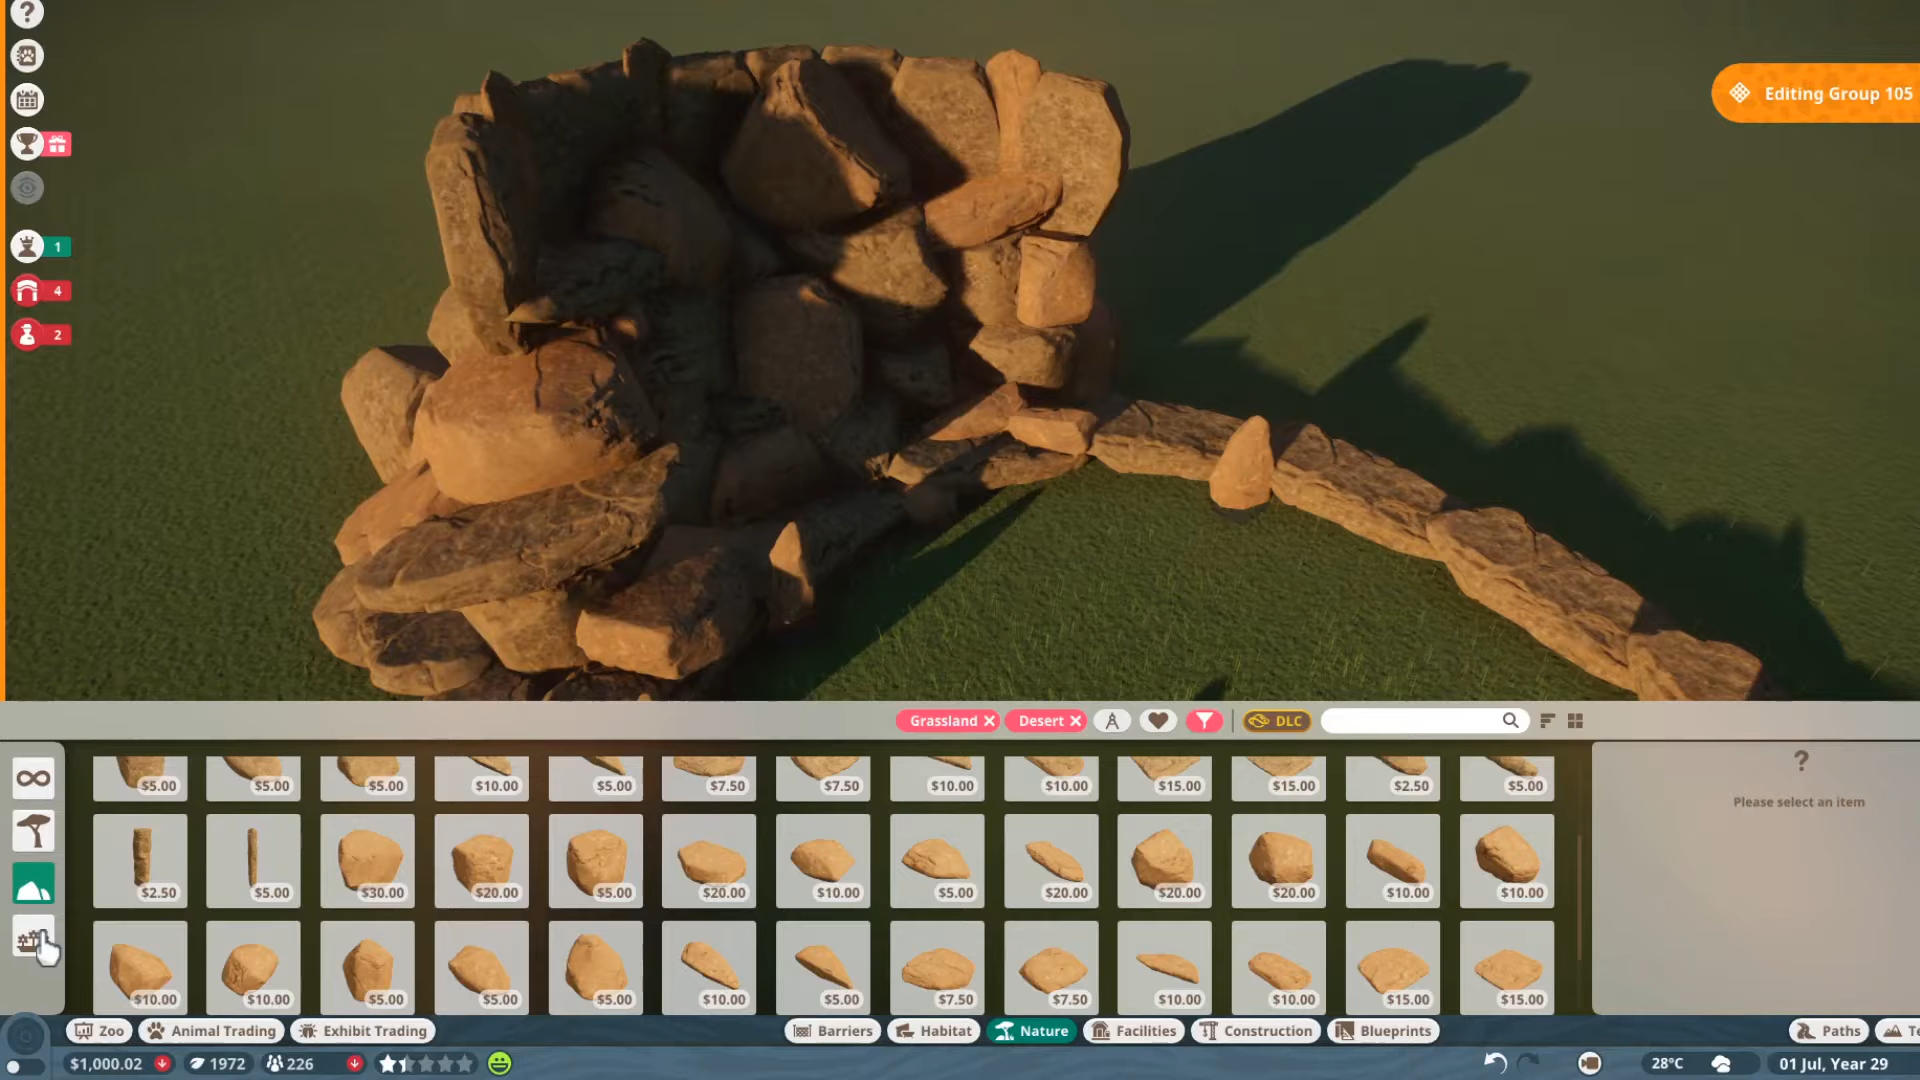 ?
Editing Group 105
1
4
2
Grassland ✕ Desert ✕ DLC
$5.00 $5.00 $5.00 $10.00 $5.00 $7.50 $7.50 $10.00 $10.00 $15.00 $15.00 $2.50 $5.00
?
Please select an item
$2.50 $5.00 $30.00 $20.00 $5.00 $20.00 $10.00 $5.00 $20.00 $20.00 $20.00 $10.00 $10.00
$10.00 $10.00 $5.00 $5.00 $5.00 $10.00 $5.00 $7.50 $7.50 $10.00 $10.00 $15.00 $15.00
Zoo Animal Trading Exhibit Trading Barriers Habitat Nature Facilities Construction Blueprints Paths Te
$1,000.02 1972 226 28°C 01 Jul, Year 29